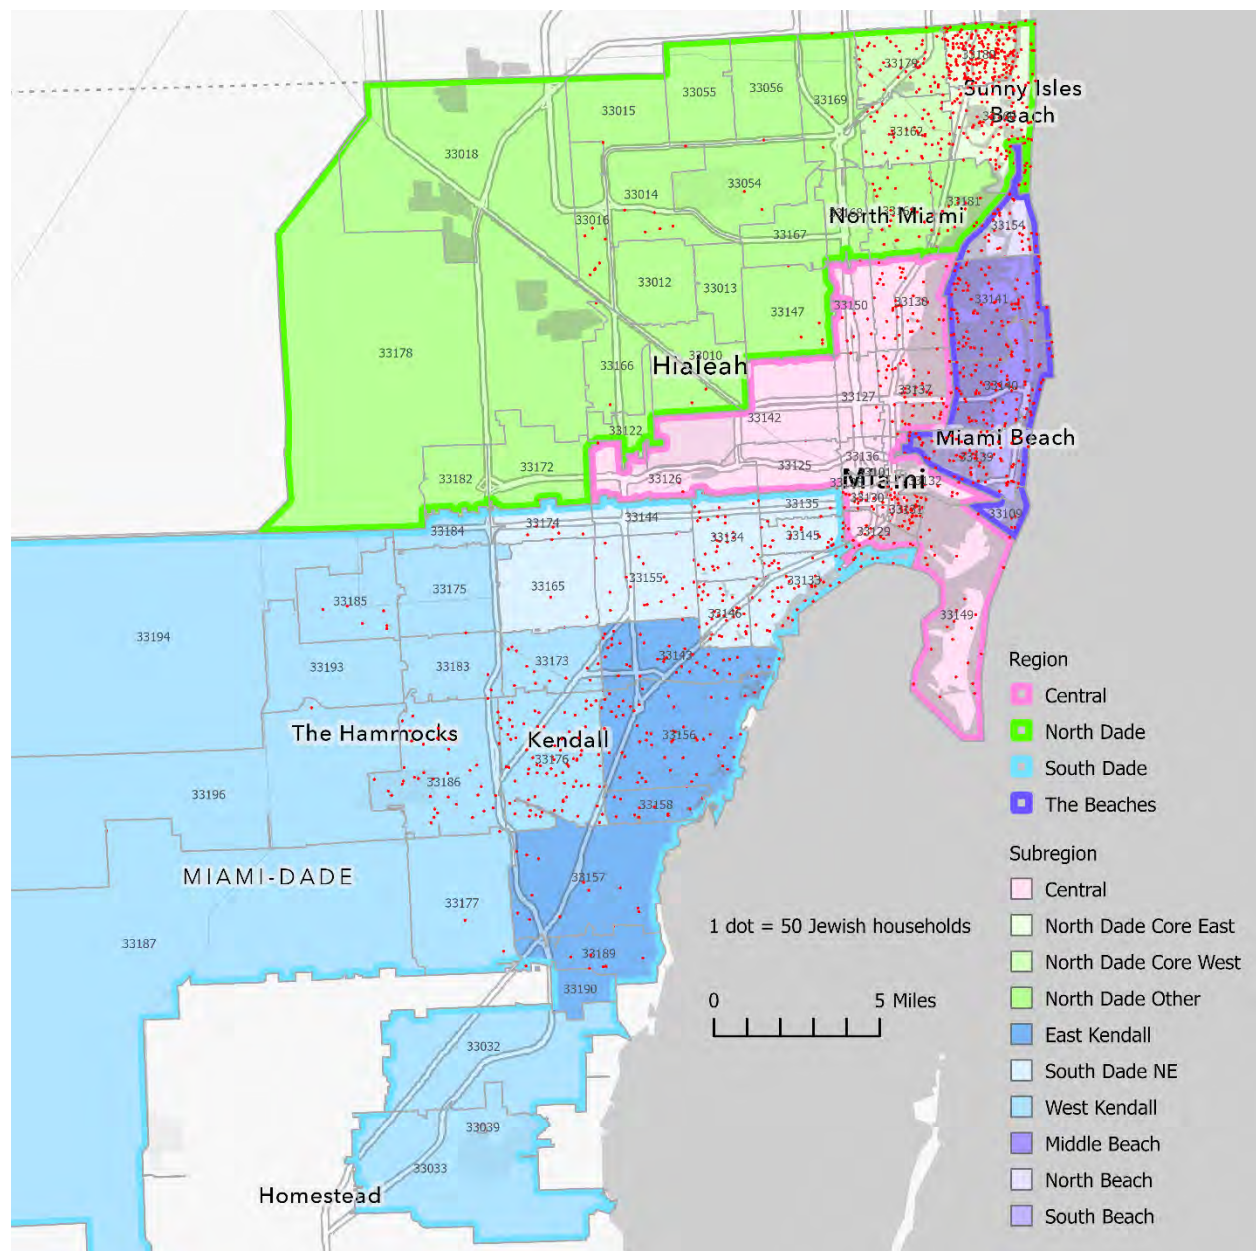 33179
33180
33055
33056
33015
33169
Sunny Isles
Beach
33162
33018
33054
33014
33181
33016
North Miami
33154
33167
33012
33013
33141
33150
33138
33147
33178
33010
33166
Hialeah
33140
33137
33127
33142
33122
Miami Beach
33172
33136
33139
33125
33182
33126
Miami
33132
33130
33135
33131
33109
33144
33174
33184
33129
33134
33145
33155
33133
33165
33175
33185
33146
33149
33194
33143
33173
33193
33183
Region
Central
The Hammocks
Kendall
33156
North Dade
33176
South Dade
33186
33196
33158
The Beaches
Subregion
MIAMI-DADE
33157
Central
33177
1 dot = 50 Jewish households
North Dade Core East
33187
33189
North Dade Core West
33190
0 5 Miles
North Dade Other
East Kendall
33032
South Dade NE
West Kendall
33039
Middle Beach
33033
North Beach
Homestead
South Beach